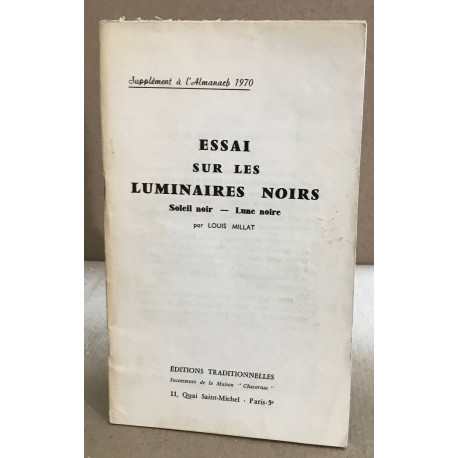 Supplément à l'Almanach 1970
ESSAI
SUR LES
LUMINAIRES NOIRS
Soleil noir — Lune noire
par LOUIS MILLAT
ÉDITIONS TRADITIONNELLES
Successeurs de la Maison " Chacornac "
11, Quai Saint-Michel - Paris-5e